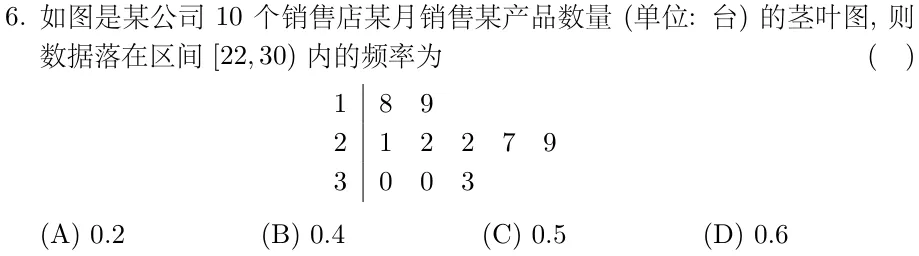 6. 如图是某公司 10 个销售店某月销售某产品数量 (单位: 台) 的茎叶图, 则
数据落在区间 [22, 30) 内的频率为 ( )
1 | 8 9
2 | 1 2 2 7 9
3 | 0 0 3
(A) 0.2 (B) 0.4 (C) 0.5 (D) 0.6